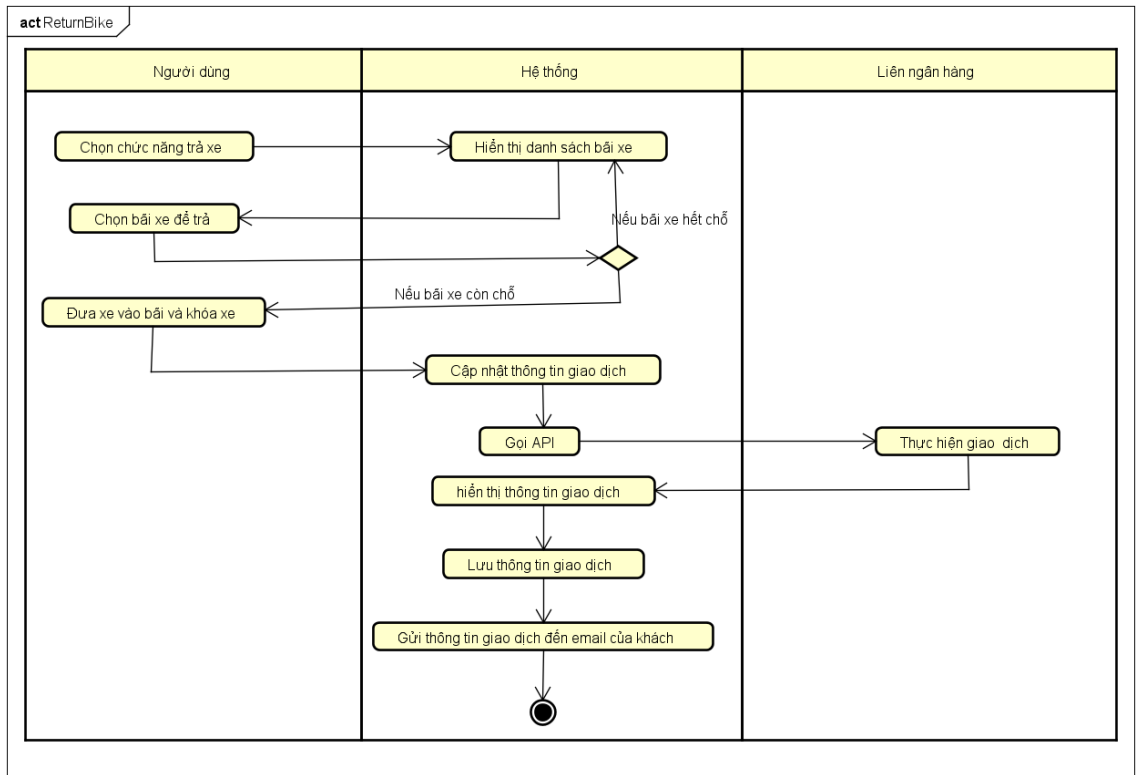 act ReturnBike
Người dùng
Hệ thống
Liên ngân hàng
Chọn chức năng trả xe
Hiển thị danh sách bãi xe
Chọn bãi xe để trả
Nếu bãi xe hết chỗ
Nếu bãi xe còn chỗ
Đưa xe vào bãi và khóa xe
Cập nhật thông tin giao dịch
Gọi API
Thực hiện giao dịch
hiển thị thông tin giao dịch
Lưu thông tin giao dịch
Gửi thông tin giao dịch đến email của khách